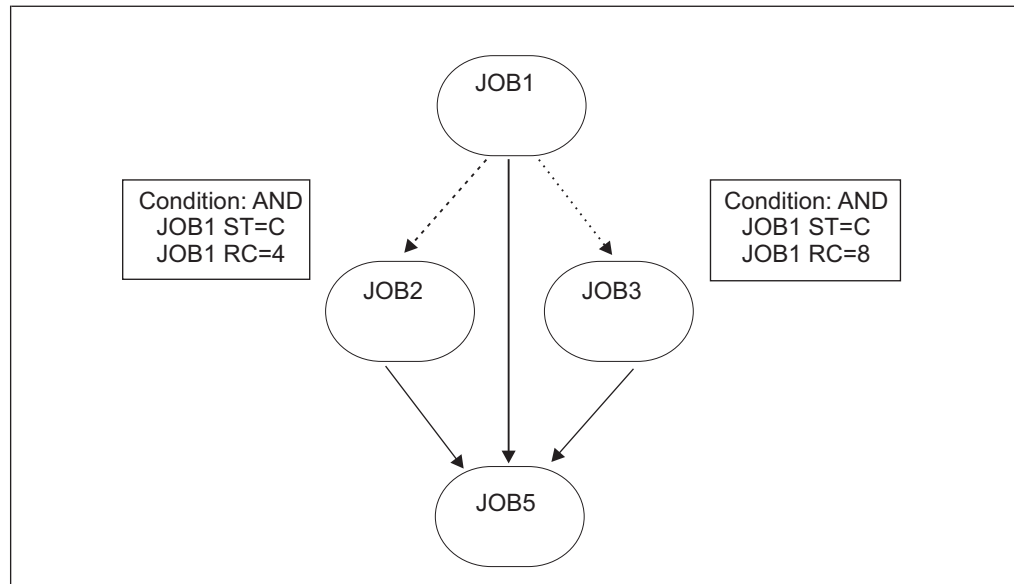 JOB1
Condition: AND
JOB1 ST=C
JOB1 RC=4
Condition: AND
JOB1 ST=C
JOB1 RC=8
JOB2
JOB3
JOB5